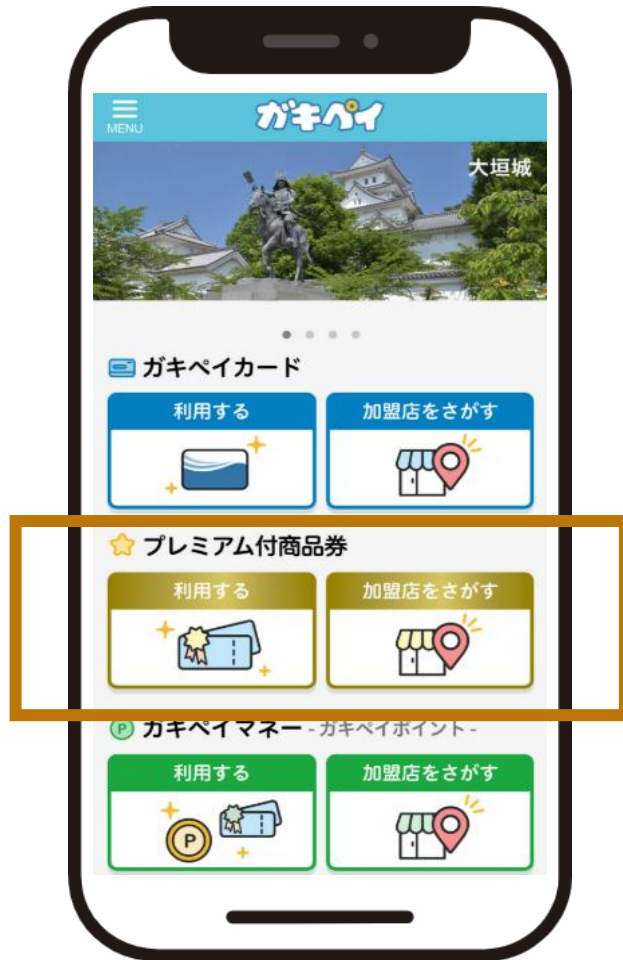 MENU
ガキペイ
大垣城
ガキペイカード
利用する
加盟店をさがす
プレミアム付商品券
利用する
加盟店をさがす
P ガキペイマネー - ガキペイポイント -
利用する
加盟店をさがす
P